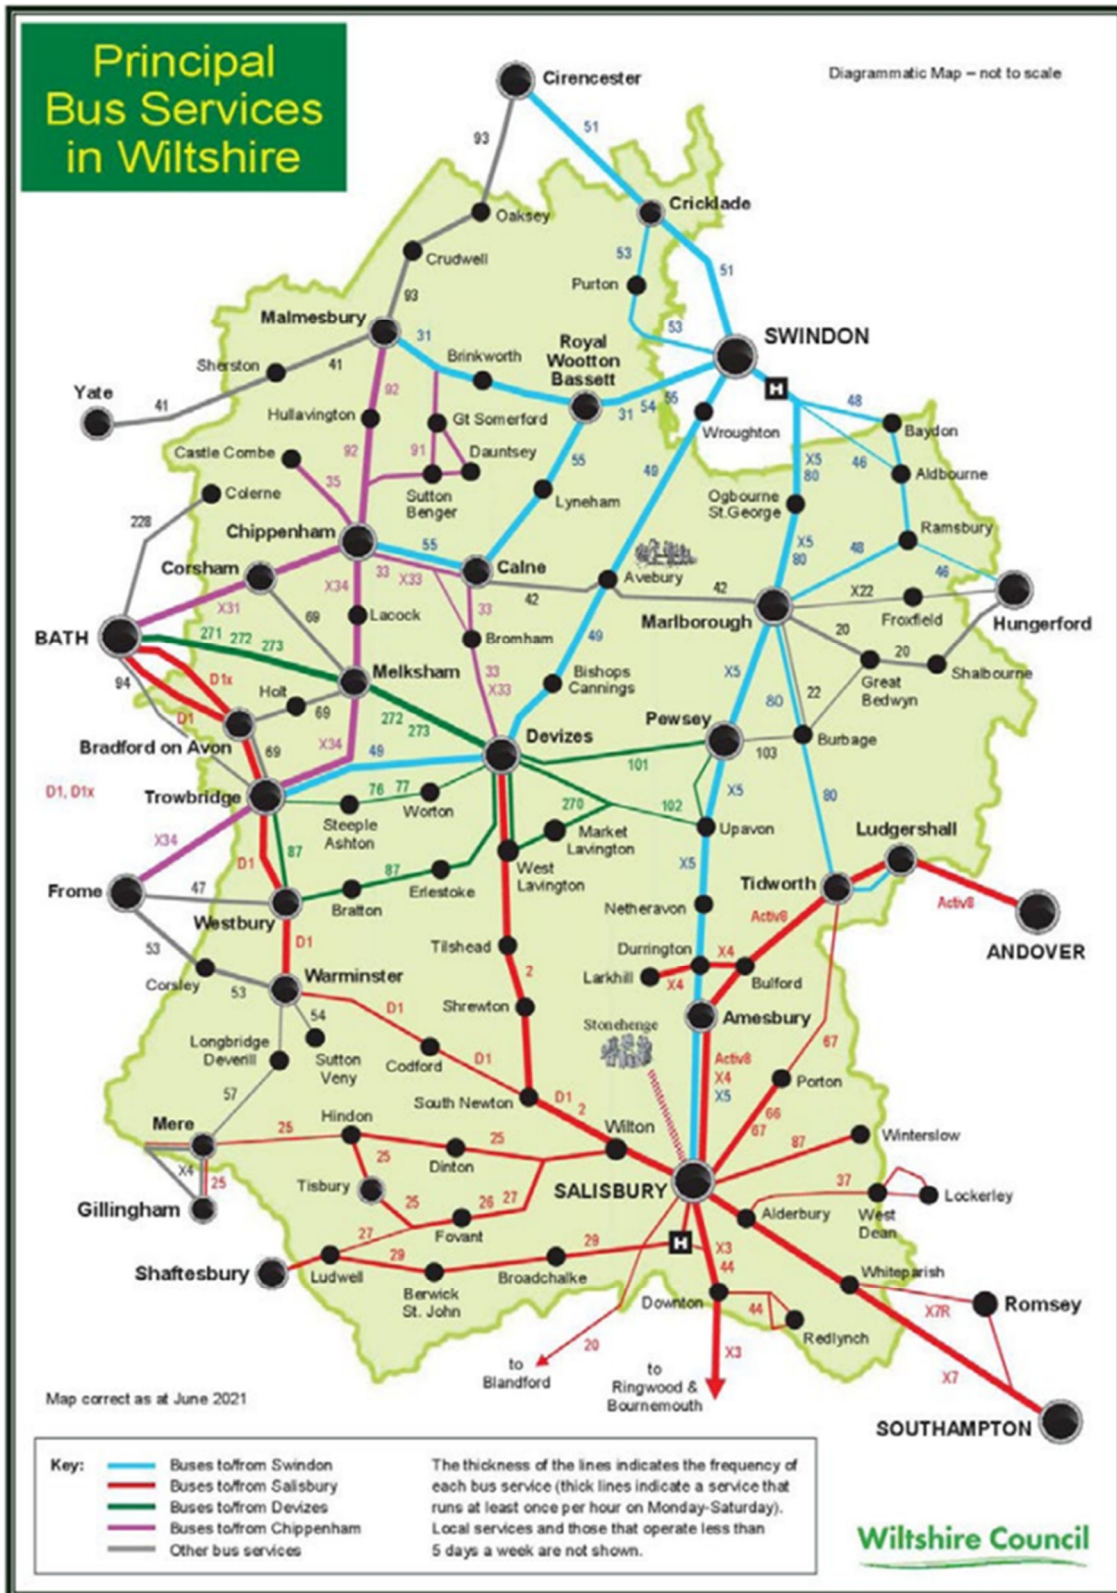 Principal
Bus Services
in Wiltshire
Diagrammatic Map – not to scale
Cirencester
93
51
Oaksey
Cricklade
Crudwell
53
51
93
Purton
Malmesbury
31
53
SWINDON
Royal
Wootton
Bassett
Brinkworth
Sherston
41
H
Yate
41
92
31
54
55
48
Hullavington
Gt Somerford
Wroughton
Baydon
Castle Combe
92
91
Dauntsey
55
49
X5
80
46
Aldbourne
35
Sutton
Benger
Colerne
Lyneham
Ogbourne
St.George
228
Chippenham
Ramsbury
55
X5
80
48
Corsham
33
X33
Calne
Avebury
46
X34
X31
42
42
X22
33
Froxfield
Hungerford
69
Lacock
Marlborough
20
BATH
271
272
273
Bromham
49
20
Shalbourne
Great
Bedwyn
Melksham
33
X33
Bishops
Cannings
X5
22
94
D1x
Holt
80
D1
69
272
273
Pewsey
Bradford on Avon
69
X34
Devizes
Burbage
49
101
103
D1, D1x
Trowbridge
76
77
Worton
270
102
X5
80
Steeple
Ashton
Market
Lavington
Upavon
Ludgershall
X34
D1
87
West
Lavington
87
X5
Frome
47
Erlestoke
Tidworth
Westbury
Bratton
Netheravon
Activ8
Activ8
53
D1
Tilshead
Durrington
X4
ANDOVER
Corsley
53
Warminster
2
Larkhill
X4
Bulford
54
D1
Shrewton
Amesbury
Stonehenge
Longbridge
Deverill
Sutton
Veny
Codford
D1
67
Activ8
X4
X5
Porton
57
South Newton
D1
2
66
67
Mere
Hindon
Wilton
87
Winterslow
25
25
25
Dinton
X4
25
Tisbury
SALISBURY
37
Lockerley
Gillingham
25
26
27
Alderbury
West
Dean
27
Fovant
29
H
X3
44
Shaftesbury
Ludwell
29
Broadchalke
Whiteparish
Berwick
St. John
Downton
44
X7R
Romsey
Redlynch
20
X3
to
Blandford
to
Ringwood &
Bournemouth
X7
Map correct as at June 2021
SOUTHAMPTON
Key:
Buses to/from Swindon
Buses to/from Salisbury
Buses to/from Devizes
Buses to/from Chippenham
Other bus services
The thickness of the lines indicates the frequency of
each bus service (thick lines indicate a service that
runs at least once per hour on Monday-Saturday).
Local services and those that operate less than
5 days a week are not shown.
Wiltshire Council